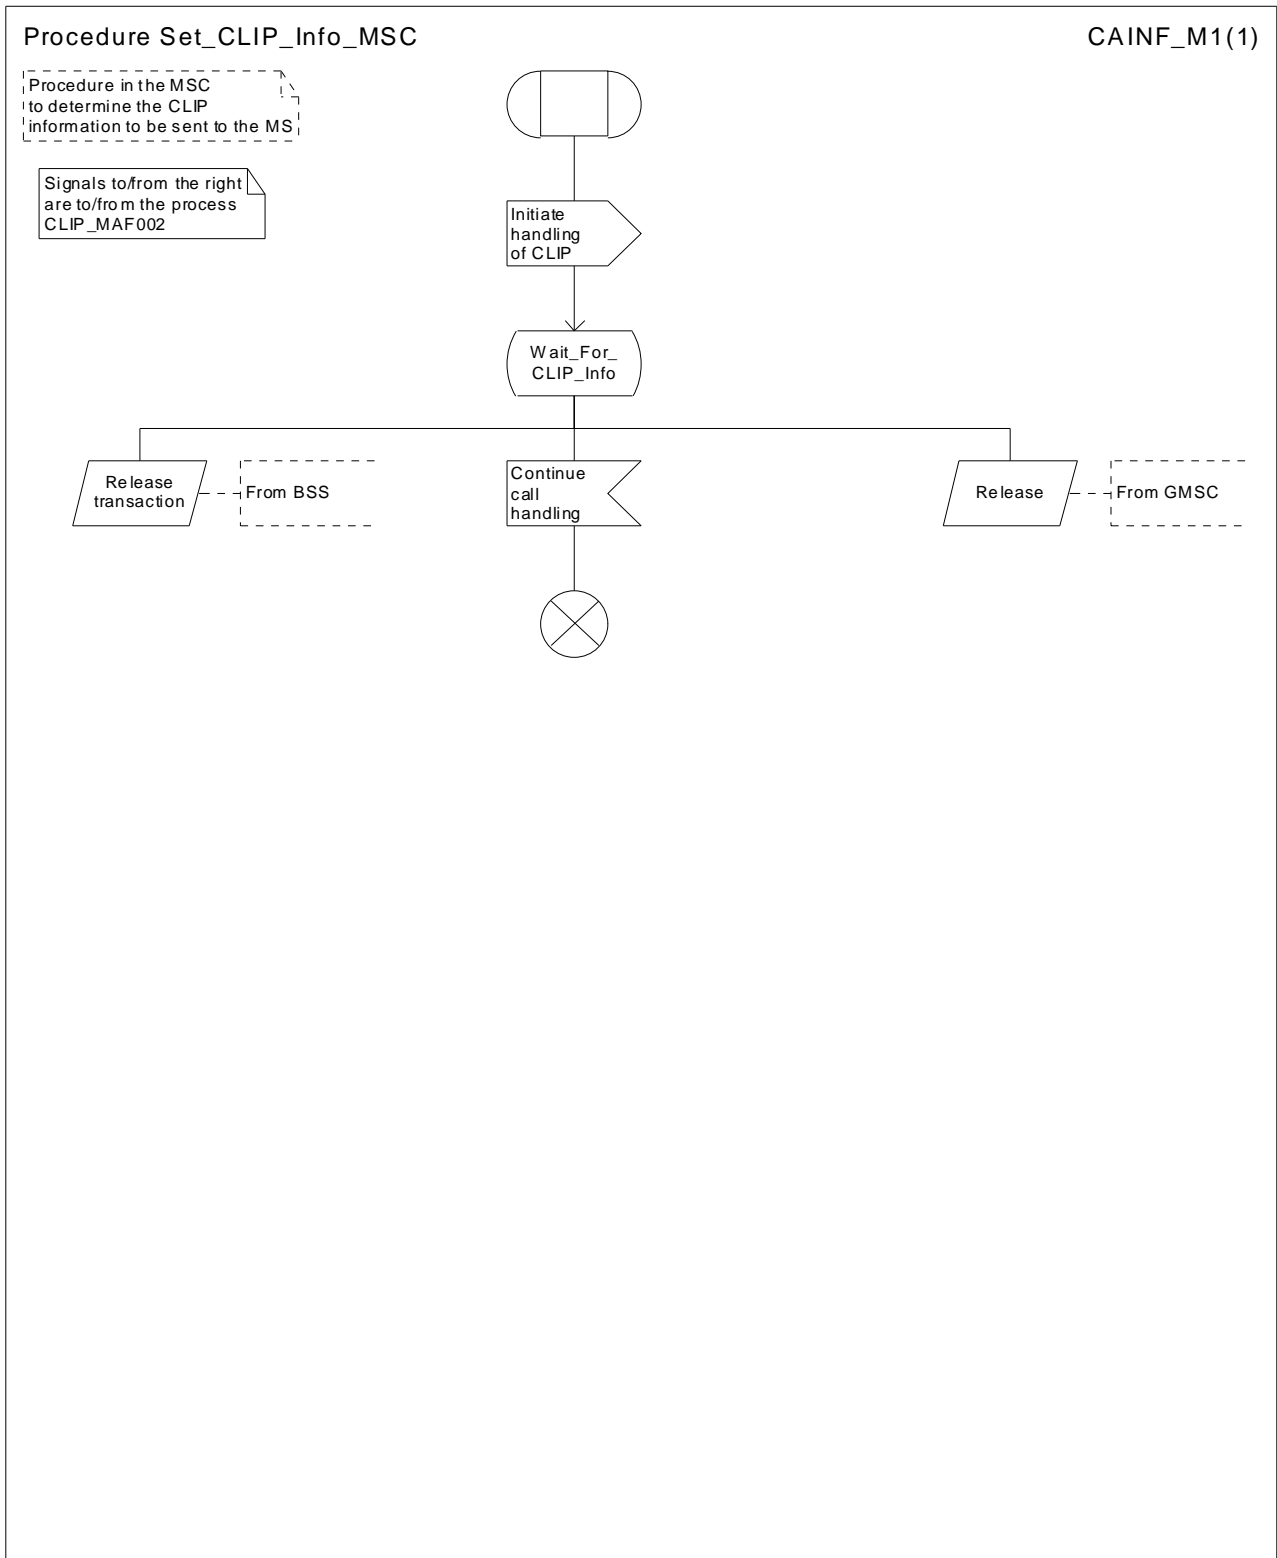 Procedure Set_CLIP_Info_MSC
CAINF_M1(1)
Procedure in the MSC
to determine the CLIP
information to be sent to the MS
Signals to/from the right
are to/from the process
CLIP_MAF002
Initiate
handling
of CLIP
Wait_For_
CLIP_Info
Release
transaction
From BSS
Continue
call
handling
Release
From GMSC